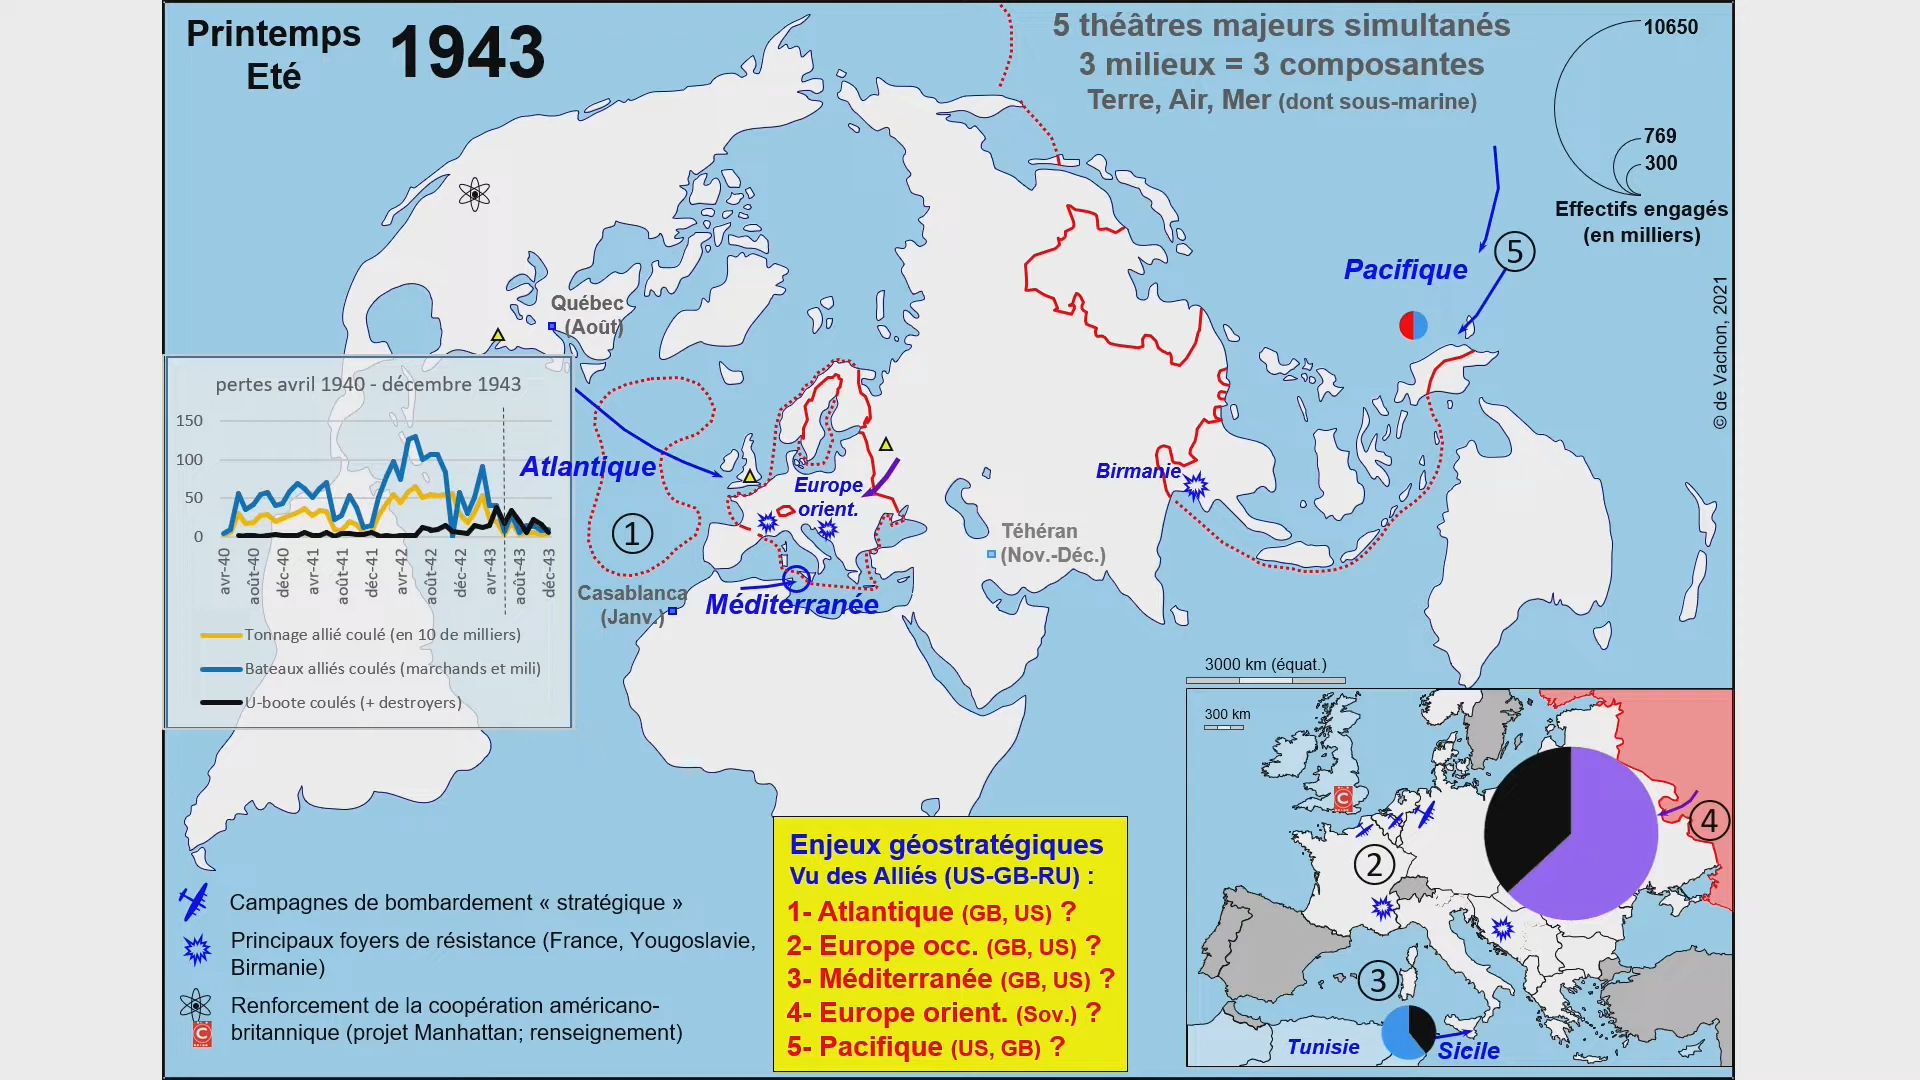 Printemps
Eté
1943
5 théâtres majeurs simultanés
3 milieux = 3 composantes
Terre, Air, Mer (dont sous-marine)
10650
769
300
Effectifs engagés
(en milliers)
© de Vachon, 2021
5
Pacifique
Québec
(Août)
pertes avril 1940 - décembre 1943
150
100
50
0
avr-40
août-40
déc-40
avr-41
août-41
déc-41
avr-42
août-42
déc-42
avr-43
août-43
déc-43
Tonnage allié coulé (en 10 de milliers)
Bateaux alliés coulés (marchands et mili)
U-boote coulés (+ destroyers)
Atlantique
1
Europe
orient.
Birmanie
Téhéran
(Nov.-Déc.)
Casablanca
(Janv.)
Méditerranée
3000 km (équat.)
300 km
C
4
2
3
Tunisie
Sicile
Enjeux géostratégiques
Vu des Alliés (US-GB-RU) :
1- Atlantique (GB, US) ?
2- Europe occ. (GB, US) ?
3- Méditerranée (GB, US) ?
4- Europe orient. (Sov.) ?
5- Pacifique (US, GB) ?
Campagnes de bombardement « stratégique »
Principaux foyers de résistance (France, Yougoslavie,
Birmanie)
Renforcement de la coopération américano-
britannique (projet Manhattan; renseignement)
C